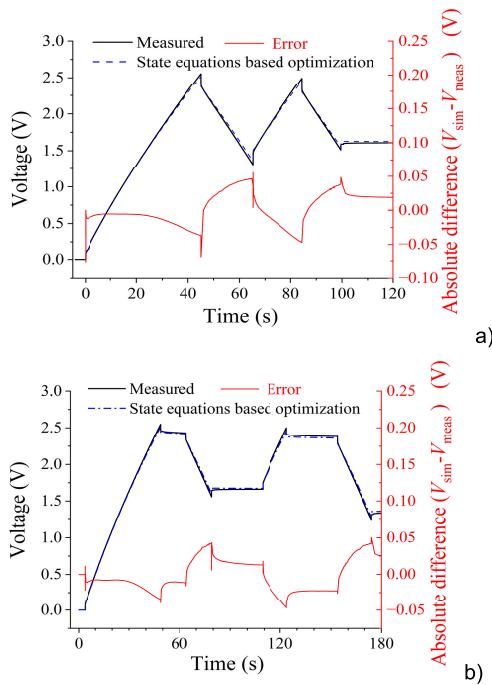 Measured Error
State equations based optimization
3.0
2.5
2.0
1.5
1.0
0.5
0.0
Voltage (V)
0.25
0.20
0.15
0.10
0.05
0.00
−0.05
−0.10
Absolute difference (Vsim-Vmeas) (V)
0 20 40 60 80 100 120
Time (s)
a)
Measured Error
State equations based optimization
3.0
2.5
2.0
1.5
1.0
0.5
0.0
Voltage (V)
0.25
0.20
0.15
0.10
0.05
0.00
−0.05
Absolute difference (Vsim-Vmeas) (V)
0 60 120 180
Time (s)
b)